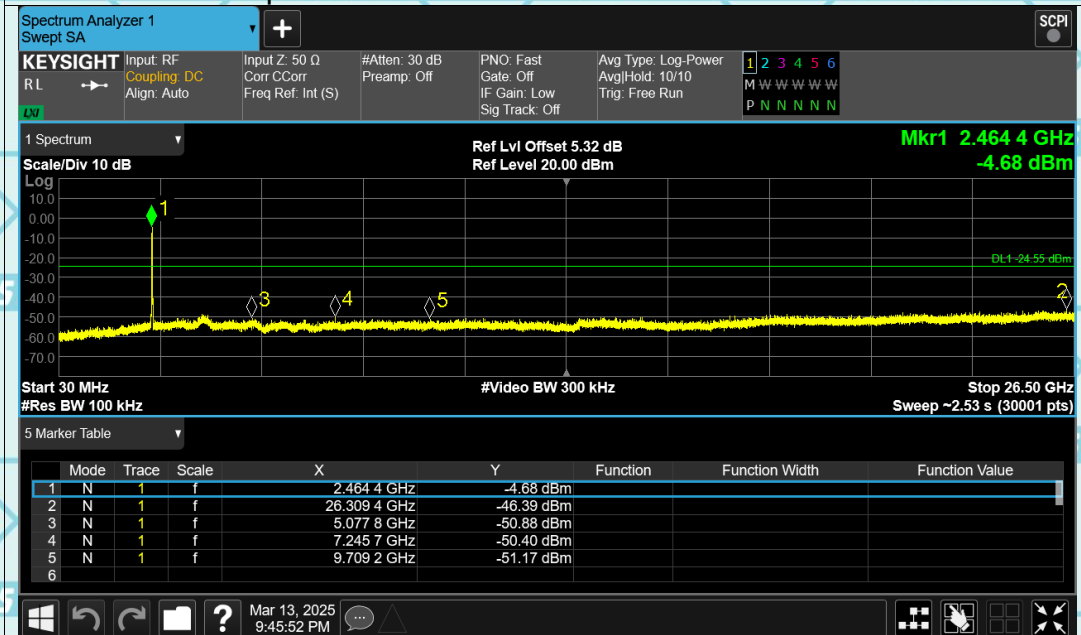 Spectrum Analyzer 1
Swept SA
+
SCPI
KEYSIGHT Input: RF Input Z: 50 Ω #Atten: 30 dB PNO: Fast Avg Type: Log-Power 1 2 3 4 5 6
R L Coupling: DC Corr CCorr Preamp: Off Gate: Off Avg|Hold: 10/10 M W W W W W
Align: Auto Freq Ref: Int (S) IF Gain: Low Trig: Free Run
LXI Sig Track: Off P N N N N N
1 Spectrum
Ref Lvl Offset 5.32 dB Mkr1 2.464 4 GHz
Scale/Div 10 dB Ref Level 20.00 dBm -4.68 dBm
Log
10.0
1
0.00
-10.0
-20.0
DL1 -24.55 dBm
-30.0
-40.0
3 4 5 2
-50.0
-60.0
-70.0
Start 30 MHz #Video BW 300 kHz Stop 26.50 GHz
#Res BW 100 kHz Sweep ~2.53 s (30001 pts)
5 Marker Table
Mode Trace Scale X Y Function Function Width Function Value
1 N 1 f 2.464 4 GHz -4.68 dBm
2 N 1 f 26.309 4 GHz -46.39 dBm
3 N 1 f 5.077 8 GHz -50.88 dBm
4 N 1 f 7.245 7 GHz -50.40 dBm
5 N 1 f 9.709 2 GHz -51.17 dBm
6
? Mar 13, 2025
9:45:52 PM